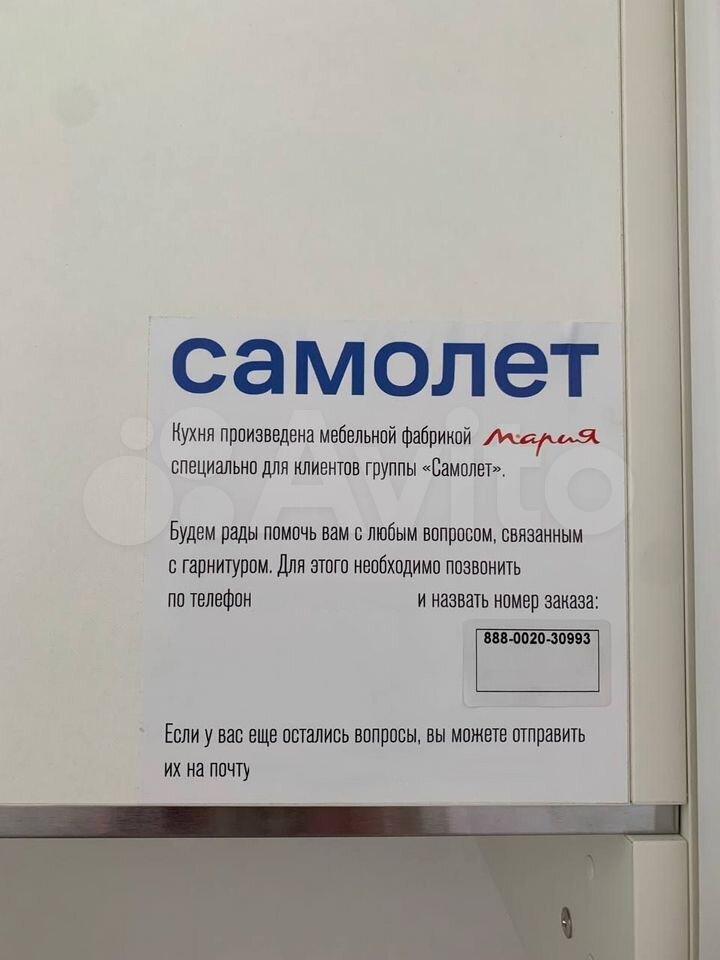 самолет
Кухня произведена мебельной фабрикой Мария
специально для клиентов группы «Самолет».
Будем рады помочь вам с любым вопросом, связанным
с гарнитуром. Для этого необходимо позвонить
по телефон и назвать номер заказа:
888-0020-30993
Если у вас еще остались вопросы, вы можете отправить
их на почту
Avito